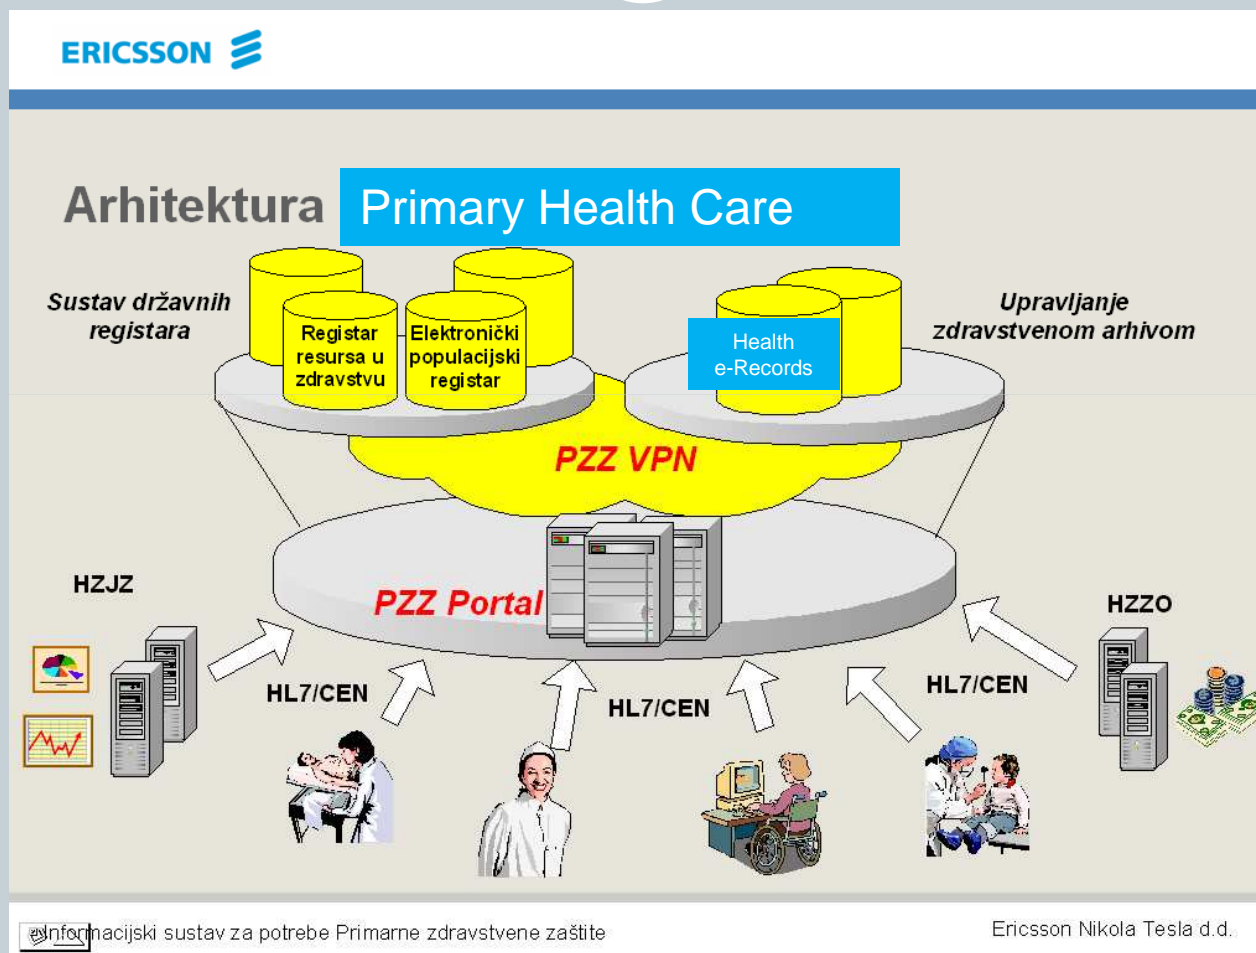 ERICSSON
Arhitektura Primary Health Care
Sustav državnih
registara
Registar
resursa u
zdravstvu
Elektronički
populacijski
registar
Health
e-Records
Upravljanje
zdravstvenom arhivom
PZZ VPN
PZZ Portal
HZJZ
HZZO
HL7/CEN
HL7/CEN
HL7/CEN
Informacijski sustav za potrebe Primarne zdravstvene zaštite
Ericsson Nikola Tesla d.d.